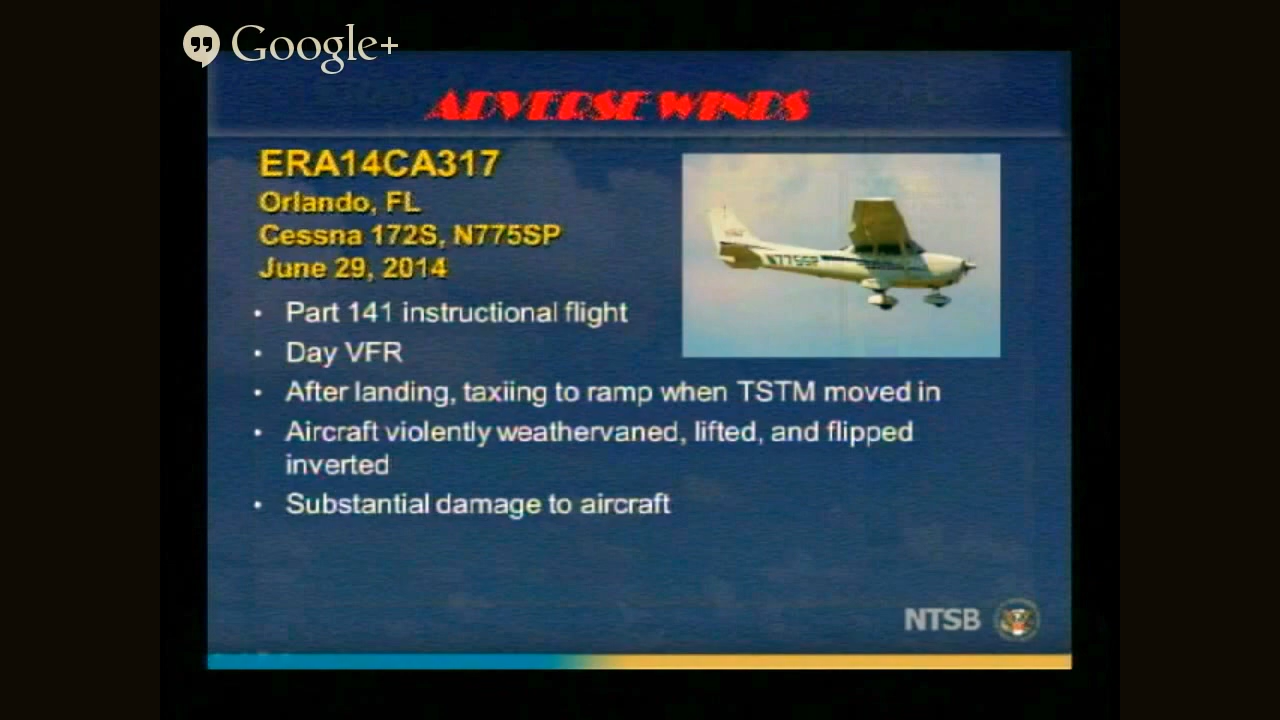 Google+
ADVERSE WINDS
ERA14CA317
Orlando, FL
Cessna 172S, N775SP
June 29, 2014
N775SP
• Part 141 instructional flight
• Day VFR
• After landing, taxiing to ramp when TSTM moved in
• Aircraft violently weathervaned, lifted, and flipped
inverted
• Substantial damage to aircraft
NTSB